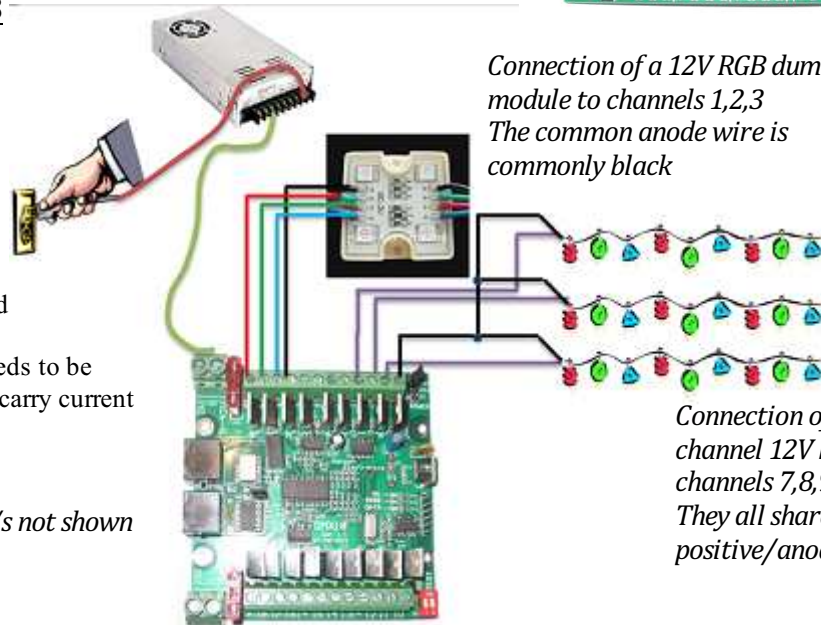 Connection of a 12V RGB dum
module to channels 1,2,3
The common anode wire is
commonly black
d
eds to be
carry current
's not shown
Connection o
channel 12V
channels 7,8,
They all shar
positive/ano